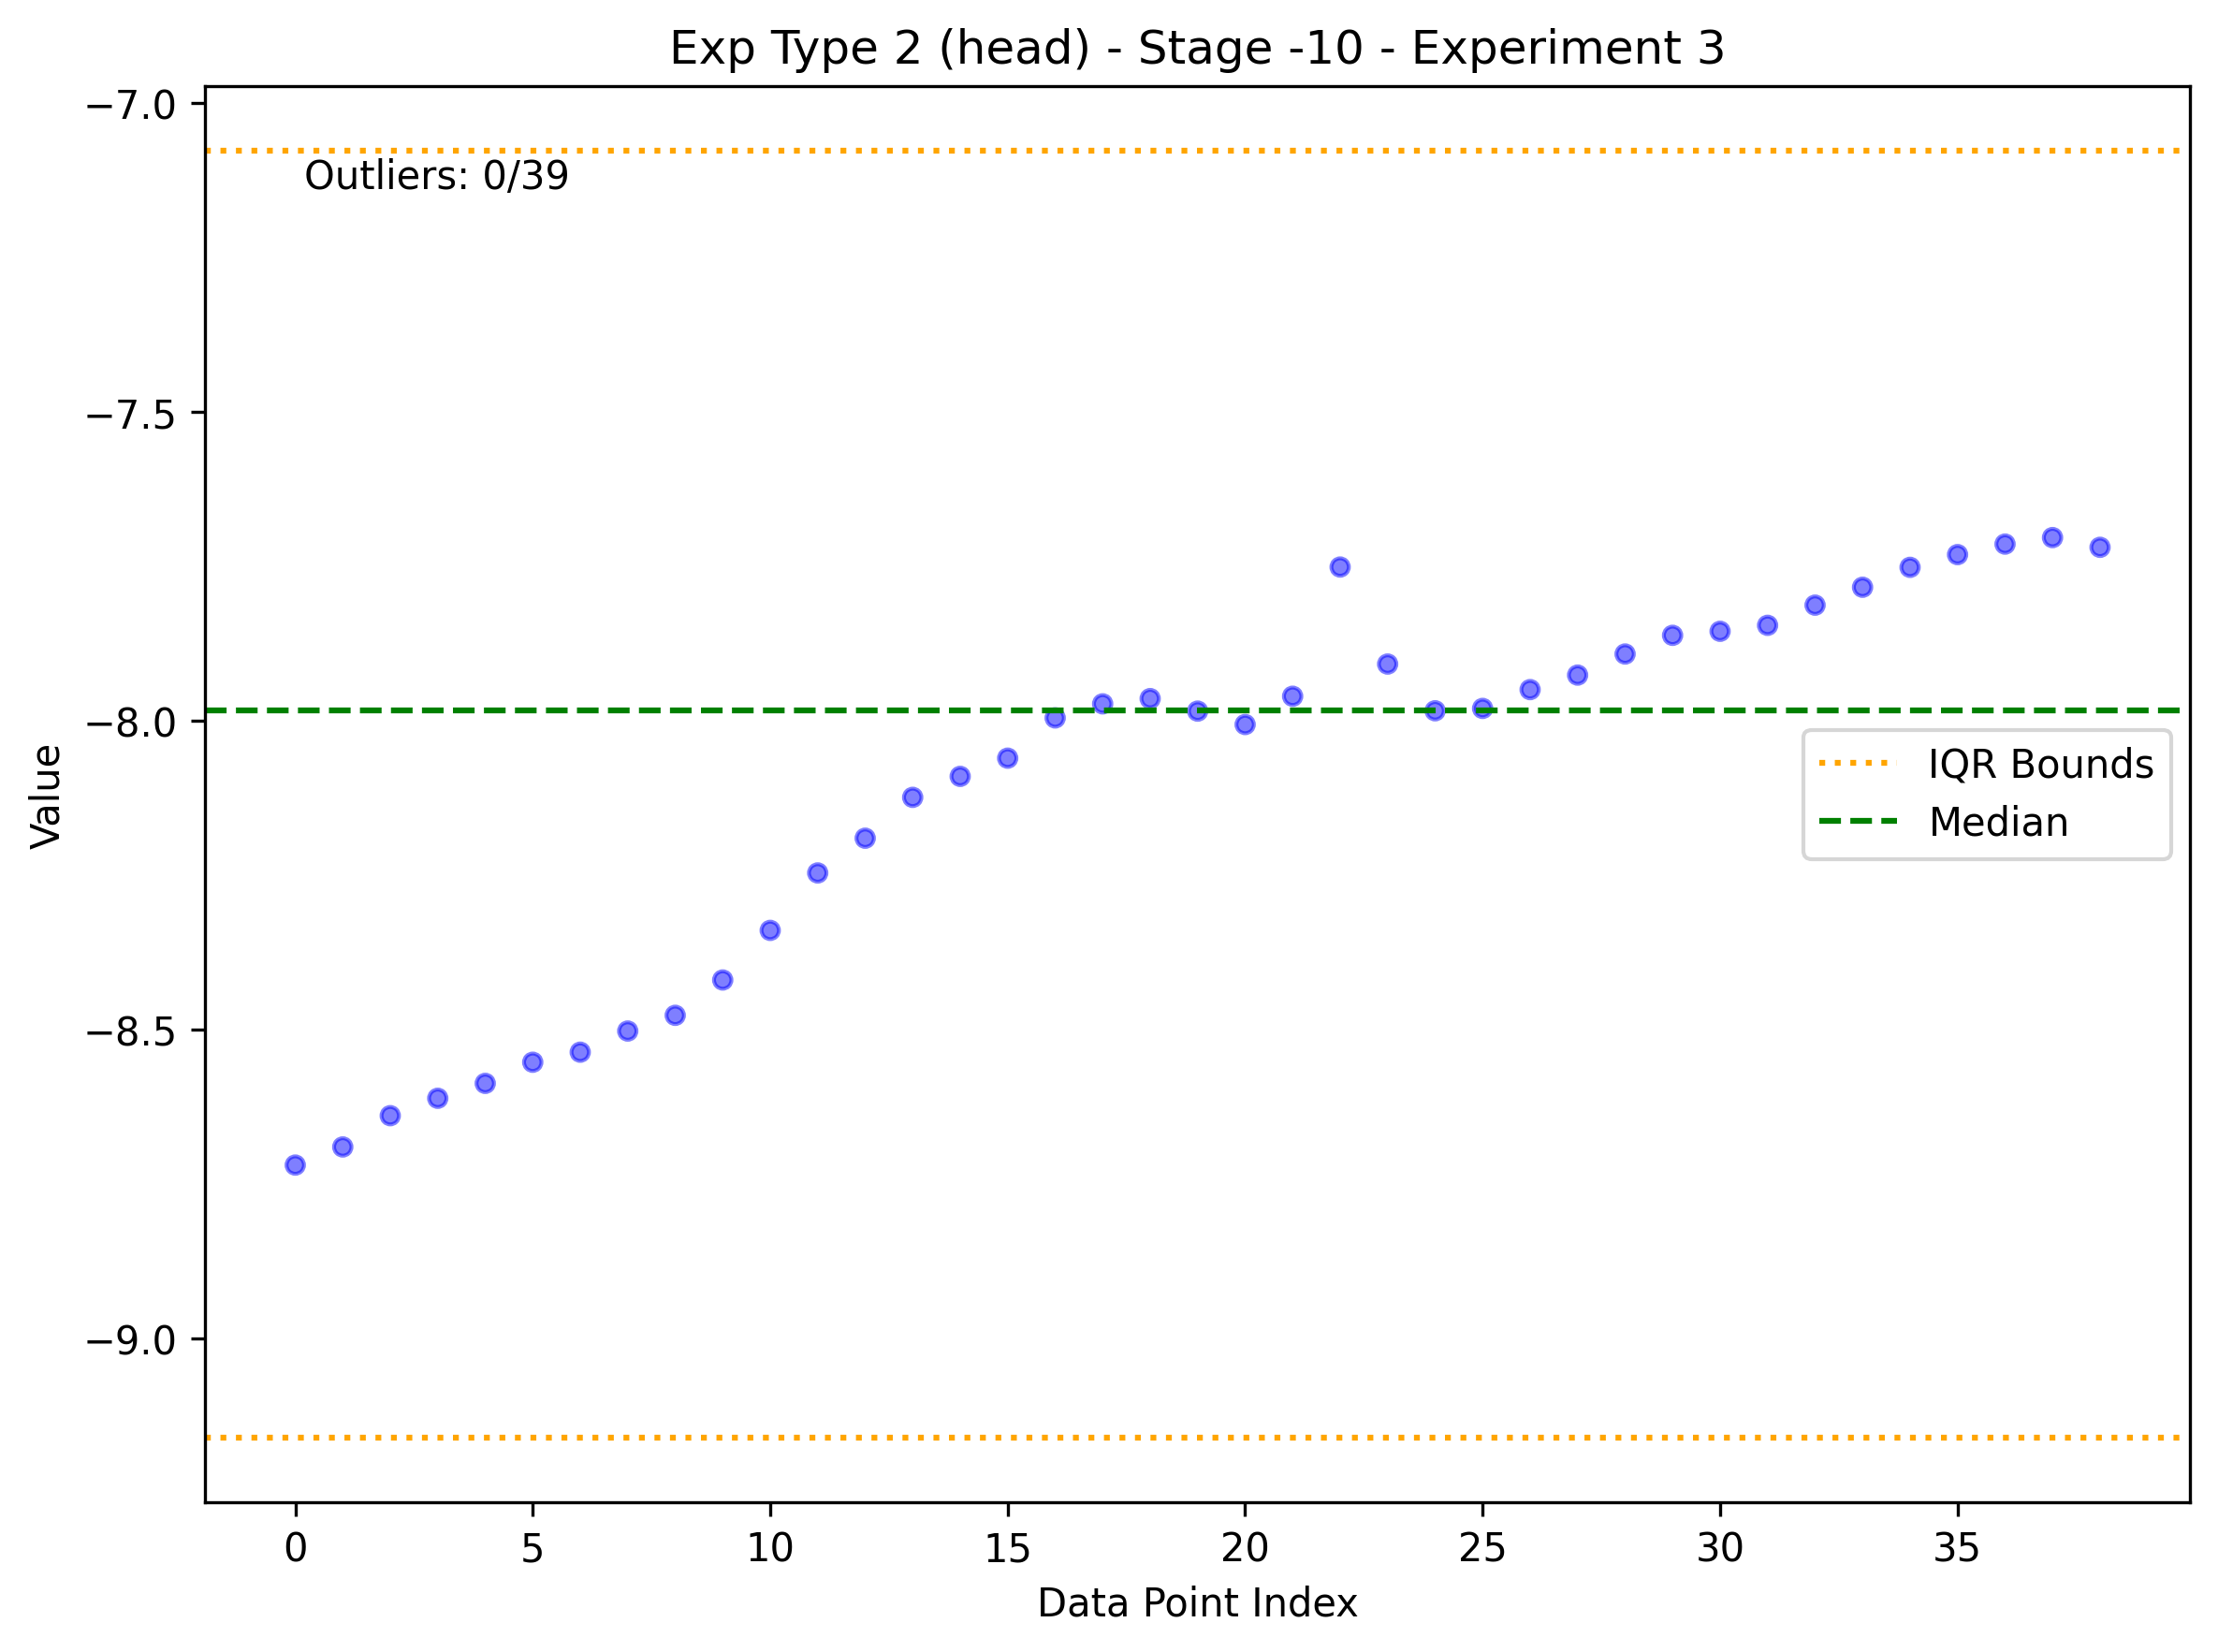 Exp Type 2 (head) - Stage -10 - Experiment 3
−7.0
−7.5
−8.0
−8.5
−9.0
Value
Outliers: 0/39
IQR Bounds
Median
0 5 10 15 20 25 30 35
Data Point Index